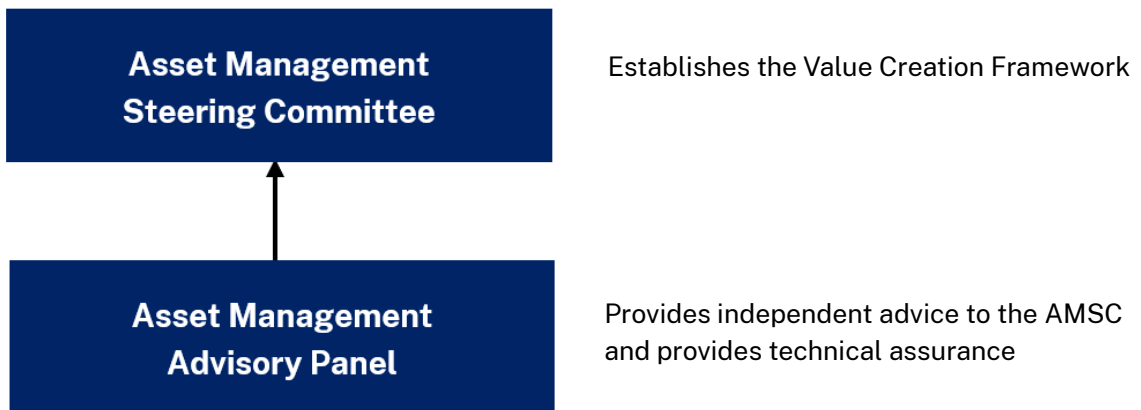 Asset Management
Steering Committee
Establishes the Value Creation Framework
Asset Management
Advisory Panel
Provides independent advice to the AMSC
and provides technical assurance